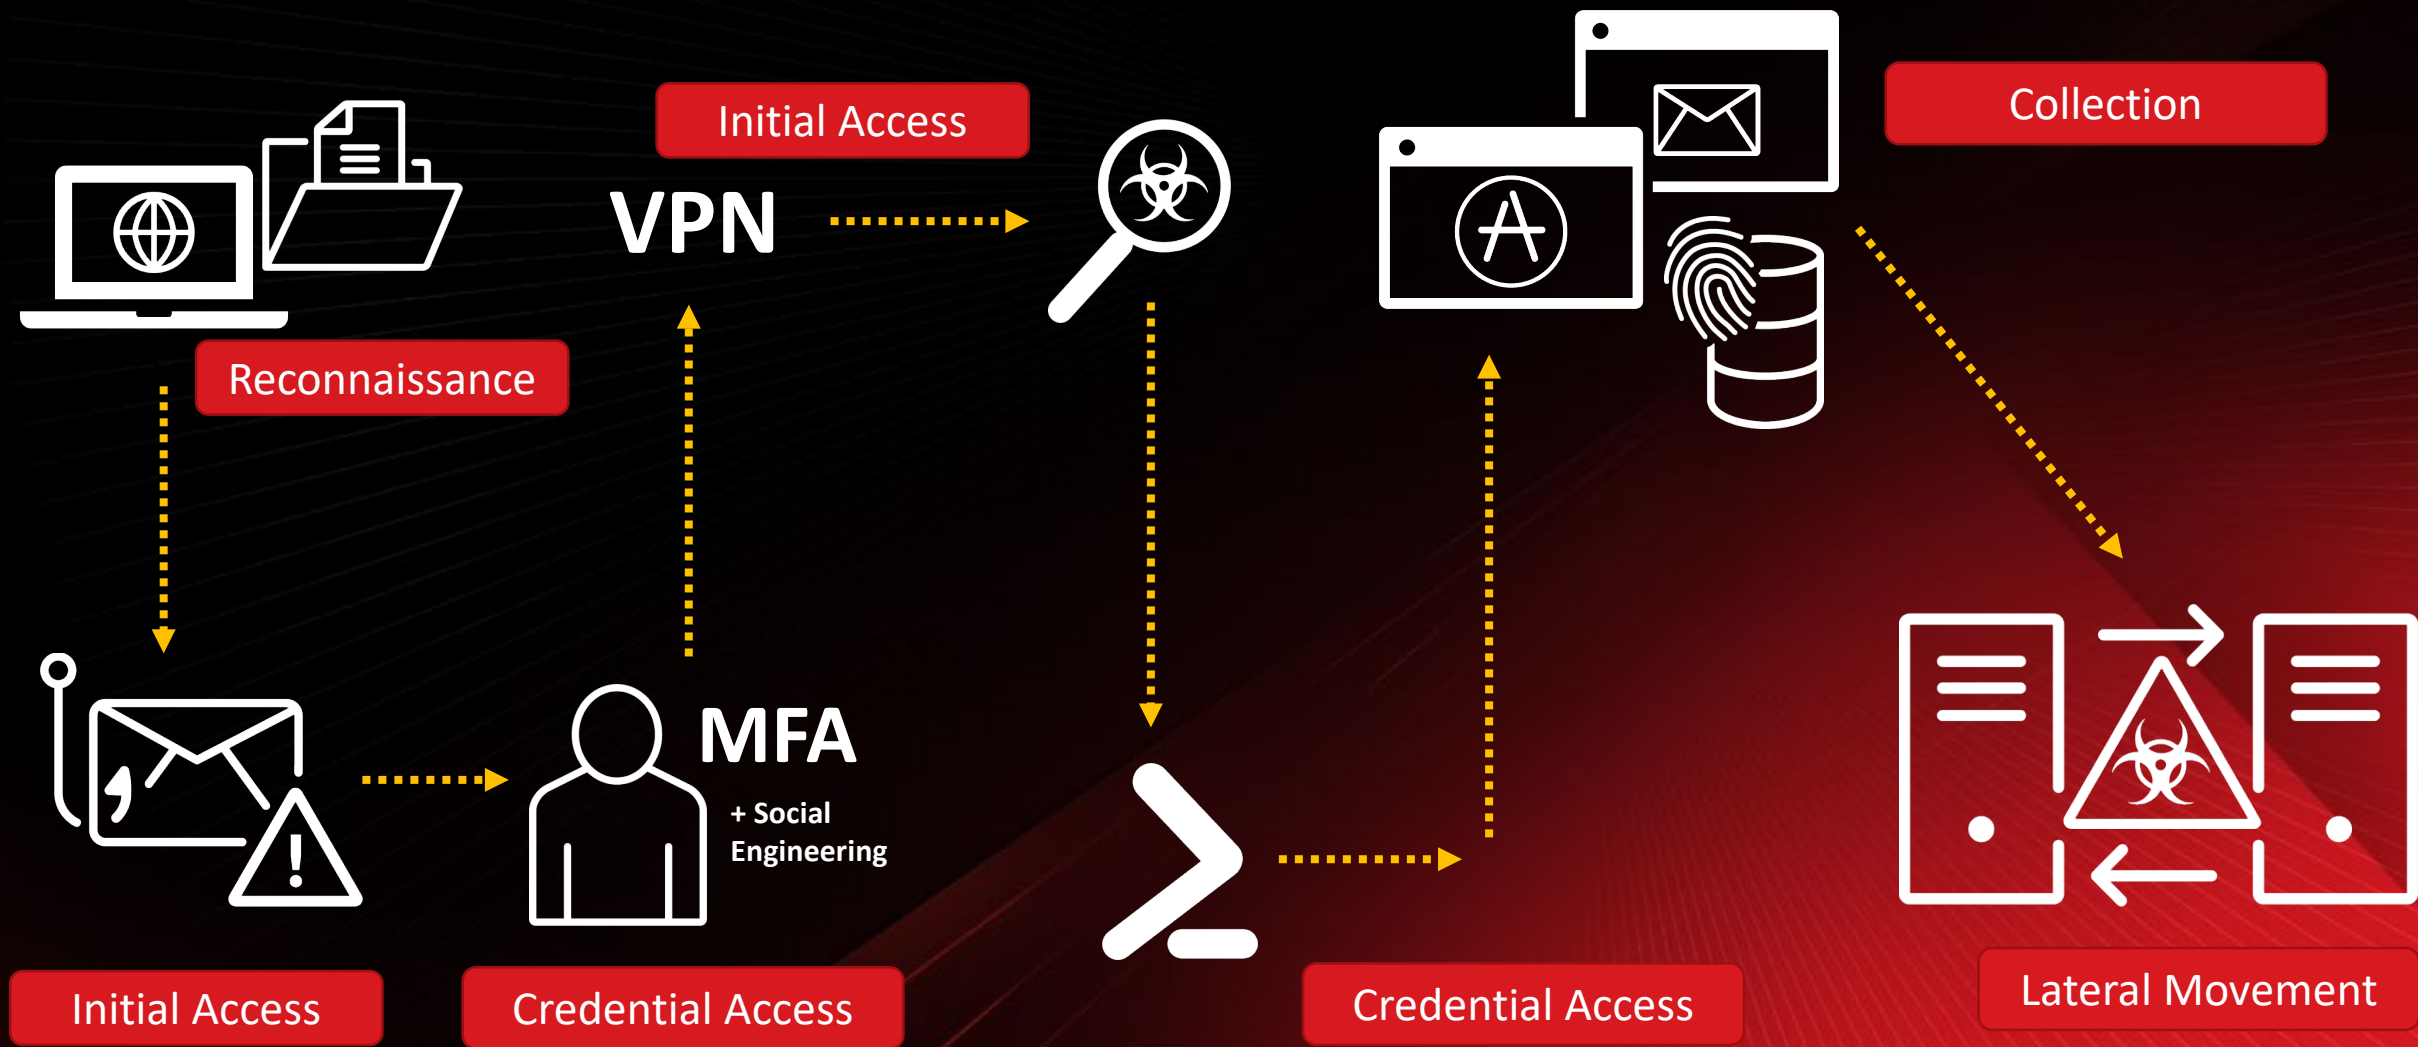 Initial Access
Collection
VPN
Reconnaissance
MFA
+ Social
Engineering
Initial Access
Credential Access
Credential Access
Lateral Movement